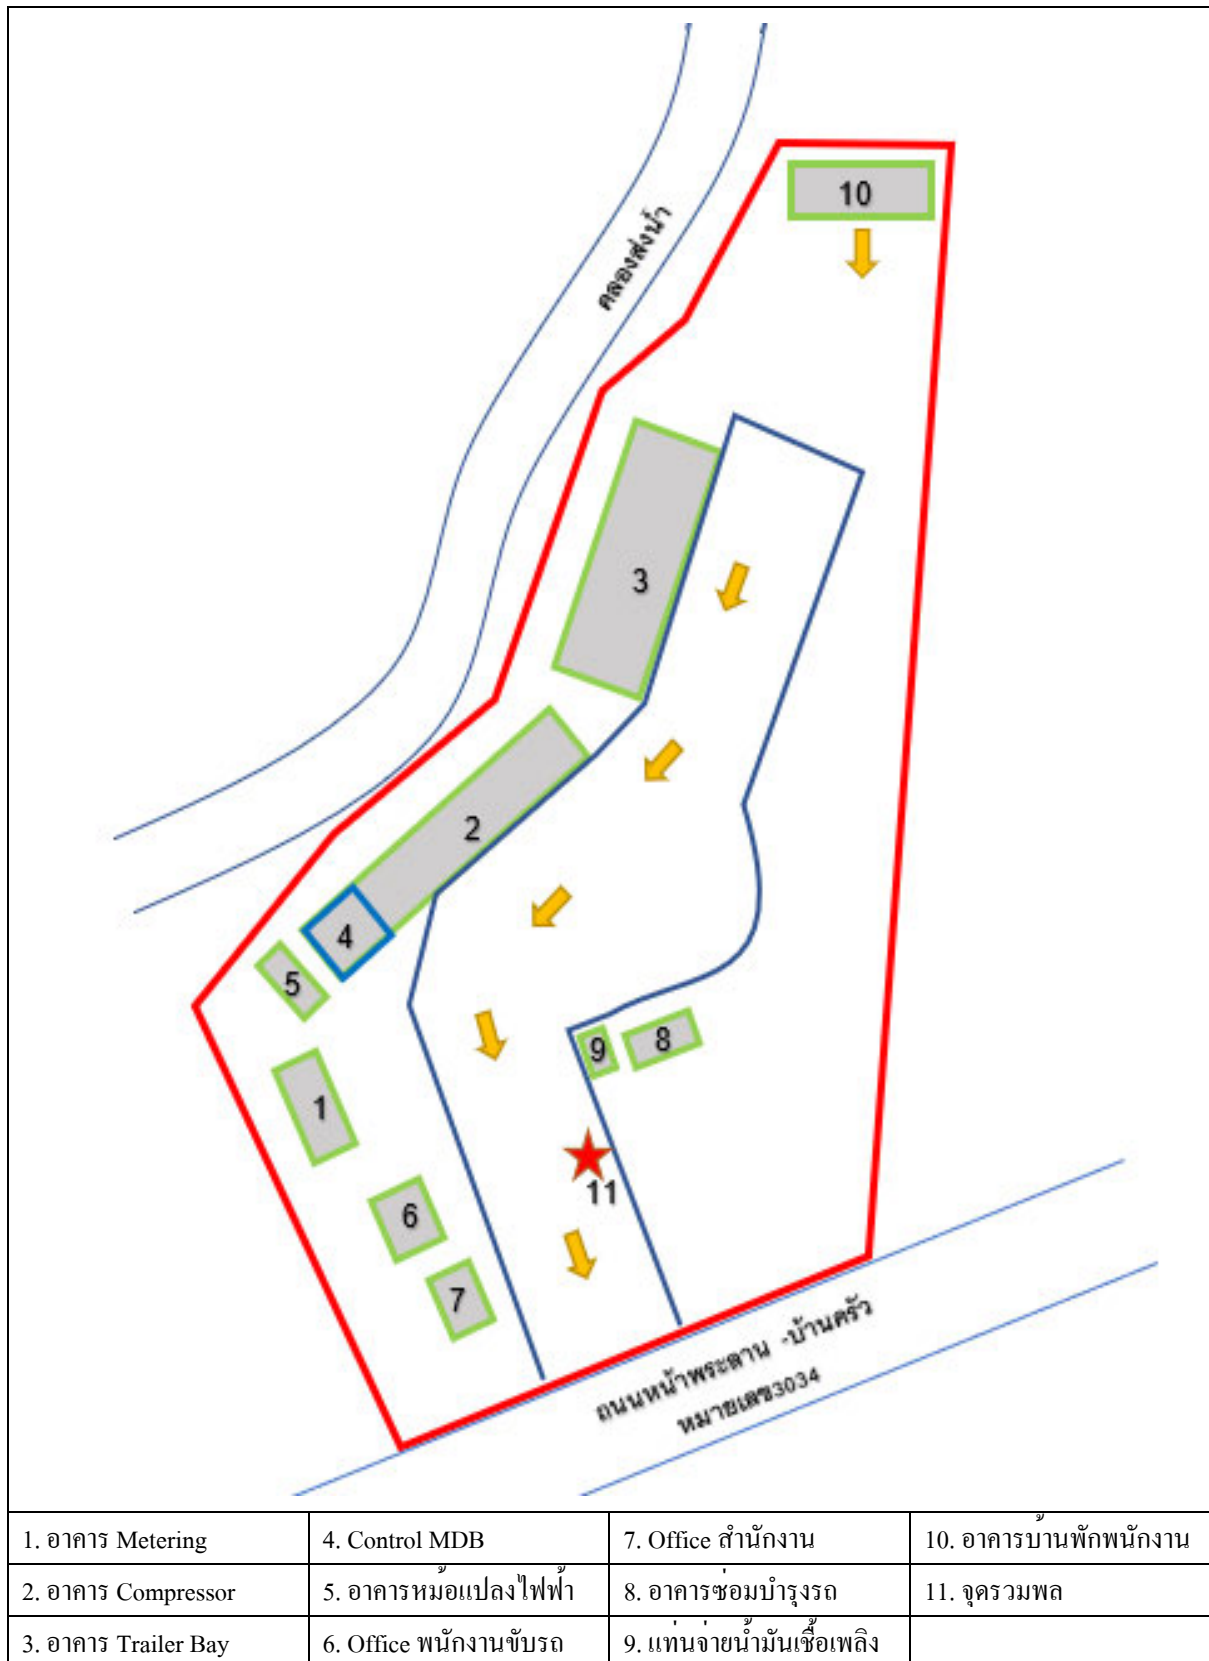 10
คลองส่งน้ำ
3
2
4
5
9
8
1
11
6
7
ถนนหน้าพระลาน -บ้านครัว
หมายเลข3034
1. อาคาร Metering
4. Control MDB
7. Office สำนักงาน
10. อาคารบ้านพักพนักงาน
2. อาคาร Compressor
5. อาคารหม้อแปลงไฟฟ้า
8. อาคารซ่อมบำรุงรถ
11. จุดรวมพล
3. อาคาร Trailer Bay
6. Office พนักงานขับรถ
9. แท่นจ่ายน้ำมันเชื้อเพลิง